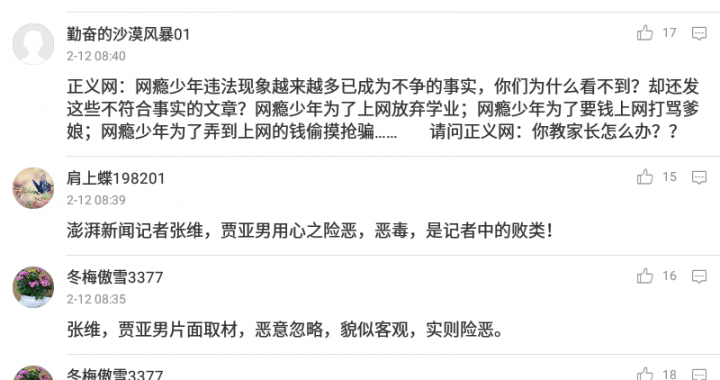 勤奋的沙漠风暴01
17
2-12 08:40
正义网：网瘾少年违法现象越来越多已成为不争的事实，你们为什么看不到？却还发
这些不符合事实的文章？网瘾少年为了上网放弃学业；网瘾少年为了要钱上网打骂爹
娘；网瘾少年为了弄到上网的钱偷摸抢骗…… 请问正义网：你教家长怎么办？？
肩上蝶198201
15
2-12 08:39
澎湃新闻记者张维，贾亚男用心之险恶，恶毒，是记者中的败类！
冬梅傲雪3377
16
2-12 08:35
张维，贾亚男片面取材，恶意忽略，貌似客观，实则险恶。
冬梅傲雪3377
18